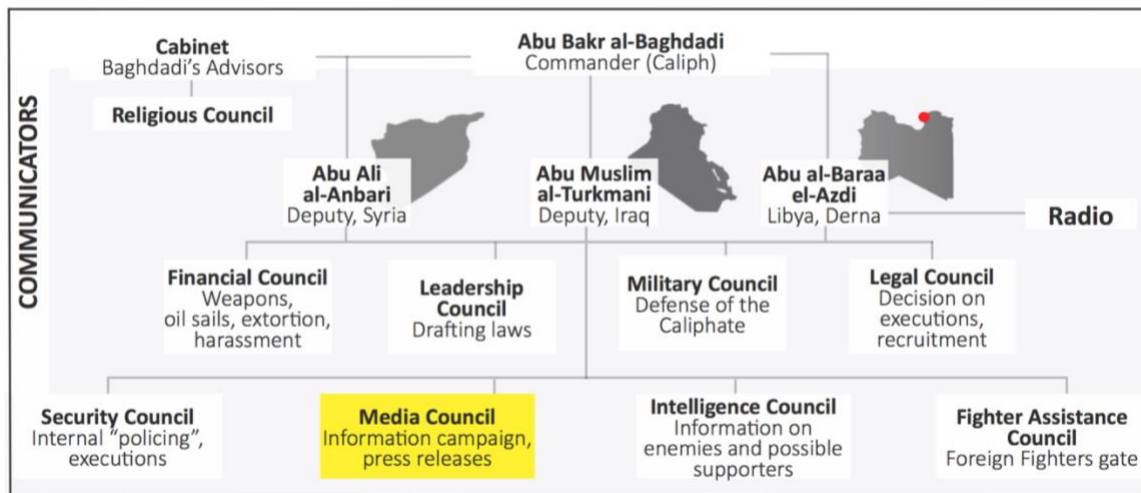 COMMUNICATORS
Cabinet
Baghdadi's Advisors
Religious Council
Abu Bakr al-Baghdadi
Commander (Caliph)
Abu Ali
al-Anbari
Deputy, Syria
Abu Muslim
al-Turkmani
Deputy, Iraq
Abu al-Baraa
el-Azdi
Libya, Derna
Radio
Financial Council
Weapons,
oil sails, extortion,
harassment
Leadership
Council
Drafting laws
Military Council
Defense of the
Caliphate
Legal Council
Decision on
executions,
recruitment
Security Council
Internal "policing",
executions
Media Council
Information campaign,
press releases
Intelligence Council
Information on
enemies and possible
supporters
Fighter Assistance
Council
Foreign Fighters gate